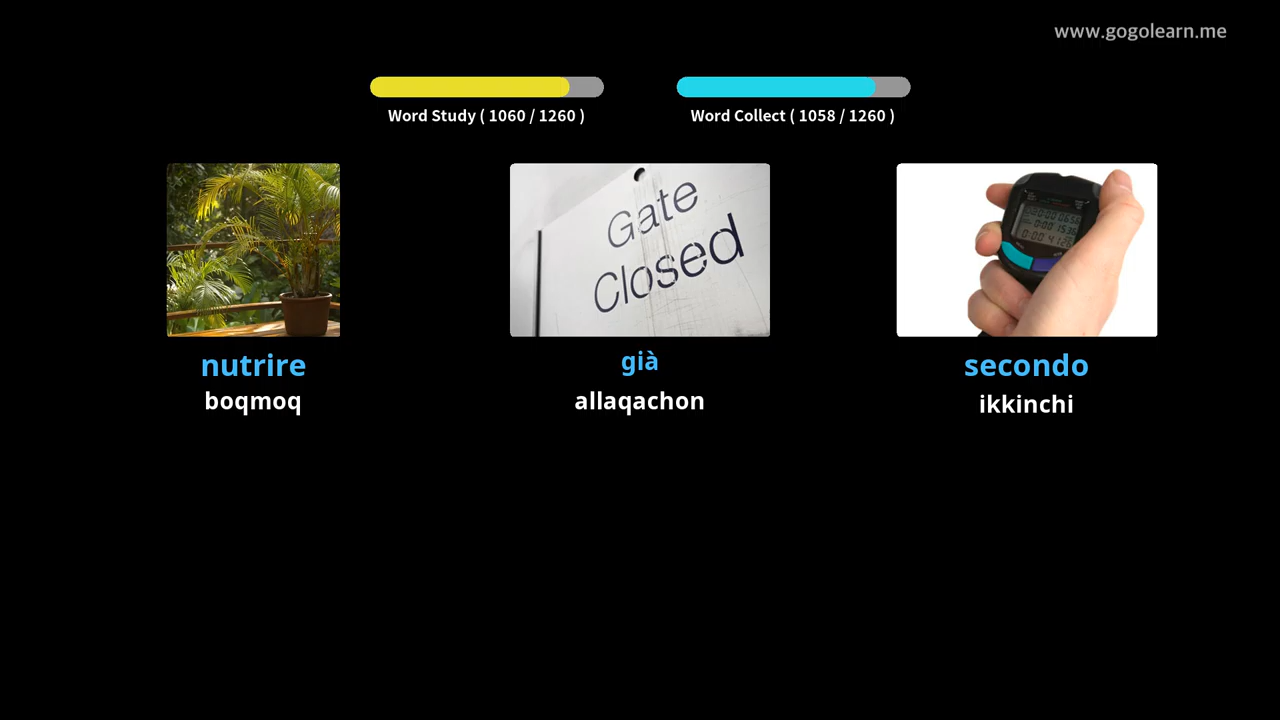 www.gogolearn.me
Word Study ( 1060 / 1260 )
Word Collect ( 1058 / 1260 )
Gate
Closed
nutrire
boqmoq
già
allaqachon
secondo
ikkinchi